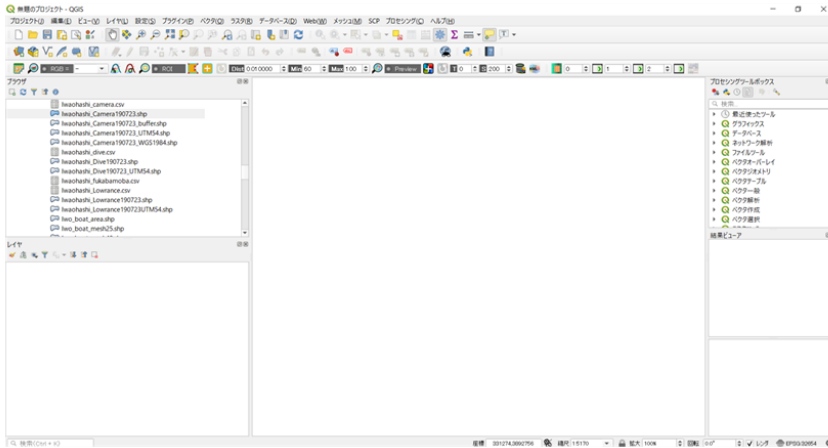 無題のプロジェクト - QGIS
プロジェクト(J) 編集(E) ビュー(V) レイヤ(L) 設定(S) プラグイン(P) ベクタ(O) ラスタ(R) データベース(D) Web(W) メッシュ(M) SCP プロセシング(C) ヘルプ(H)
RGB = - ROI Dist 0.010000 Min 60 Max 100 Preview T 0 S 200 0 1 2
ブラウザ
Iwaohashi_camera.csv
Iwaohashi_Camera190723.shp
Iwaohashi_Camera190723_buffer.shp
Iwaohashi_Camera190723_UTM54.shp
Iwaohashi_Camera190723_WGS1984.shp
Iwaohashi_dive.csv
Iwaohashi_Dive190723.shp
Iwaohashi_Dive190723_UTM54.shp
Iwaohashi_fukabamoba.csv
Iwaohashi_Lowrance.csv
Iwaohashi_Lowrance190723.shp
Iwaohashi_Lowrance190723UTM54.shp
Iwo_boat_area.shp
Iwo_boat_mesh25.shp
レイヤ
プロセシングツールボックス
検索...
最近使ったツール
グラフィックス
データベース
ネットワーク解析
ファイルツール
ベクタオーバーレイ
ベクタジオメトリ
ベクタテーブル
ベクタ一般
ベクタ解析
ベクタ作成
ベクタ選択
結果ビューア
検索(Ctrl + K)
座標 331274,3892758 縮尺 1:5170 拡大 100% 回転 0.0° レンダ EPSG:32654